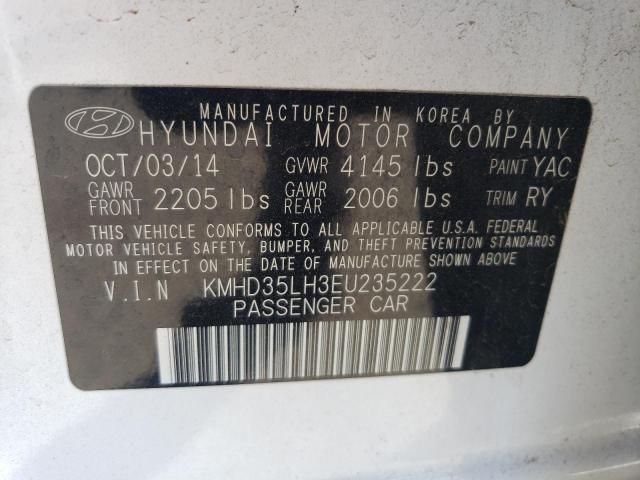 MANUFACTURED IN KOREA BY
HYUNDAI MOTOR COMPANY
OCT/03/14 GVWR 4145 lbs PAINT YAC
GAWR FRONT 2205 lbs GAWR REAR 2006 lbs TRIM RY
THIS VEHICLE CONFORMS TO ALL APPLICABLE U.S.A. FEDERAL
MOTOR VEHICLE SAFETY, BUMPER, AND THEFT PREVENTION STANDARDS
IN EFFECT ON THE DATE OF MANUFACTURE SHOWN ABOVE
V.I.N KMHD35LH3EU235222
PASSENGER CAR